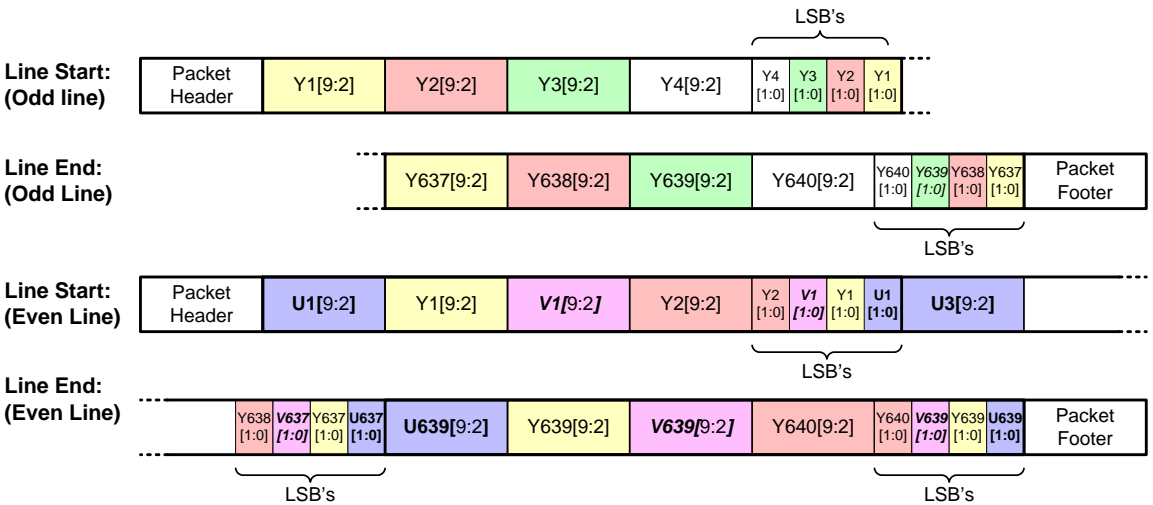 LSB's
Line Start:
(Odd line)
Packet
Header
Y1[9:2]
Y2[9:2]
Y3[9:2]
Y4[9:2]
Y4
[1:0]
Y3
[1:0]
Y2
[1:0]
Y1
[1:0]
Line End:
(Odd Line)
Y637[9:2]
Y638[9:2]
Y639[9:2]
Y640[9:2]
Y640
[1:0]
Y639
[1:0]
Y638
[1:0]
Y637
[1:0]
Packet
Footer
LSB's
Line Start:
(Even Line)
Packet
Header
U1[9:2]
Y1[9:2]
V1[9:2]
Y2[9:2]
Y2
[1:0]
V1
[1:0]
Y1
[1:0]
U1
[1:0]
U3[9:2]
LSB's
Line End:
(Even Line)
Y638
[1:0]
V637
[1:0]
Y637
[1:0]
U637
[1:0]
U639[9:2]
Y639[9:2]
V639[9:2]
Y640[9:2]
Y640
[1:0]
V639
[1:0]
Y639
[1:0]
U639
[1:0]
Packet
Footer
LSB's
LSB's